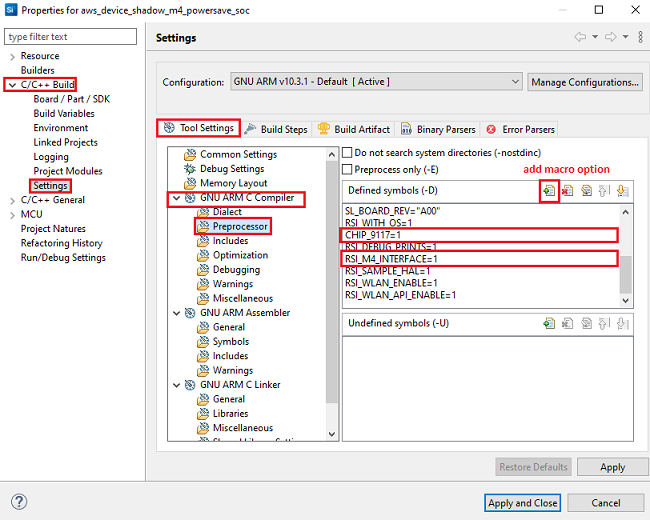 Si Properties for aws_device_shadow_m4_powersave_soc
type filter text
Resource
Builders
C/C++ Build
Board / Part / SDK
Build Variables
Environment
Linked Projects
Logging
Project Modules
Settings
C/C++ General
MCU
Project Natures
Refactoring History
Run/Debug Settings
Settings
Configuration: GNU ARM v10.3.1 - Default [ Active ] Manage Configurations...
Tool Settings Build Steps Build Artifact Binary Parsers Error Parsers
Common Settings
Debug Settings
Memory Layout
GNU ARM C Compiler
Dialect
Preprocessor
Includes
Optimization
Debugging
Warnings
Miscellaneous
GNU ARM Assembler
General
Symbols
Includes
Warnings
GNU ARM C Linker
General
Libraries
Miscellaneous
Do not search system directories (-nostdinc)
Preprocess only (-E) add macro option
Defined symbols (-D)
SL_BOARD_REV="A00"
RSI_WITH_OS=1
CHIP_9117=1
RSI_DEBUG_PRINTS=1
RSI_M4_INTERFACE=1
RSI_SAMPLE_HAL=1
RSI_WLAN_ENABLE=1
RSI_WLAN_API_ENABLE=1
Undefined symbols (-U)
Restore Defaults Apply
? Apply and Close Cancel